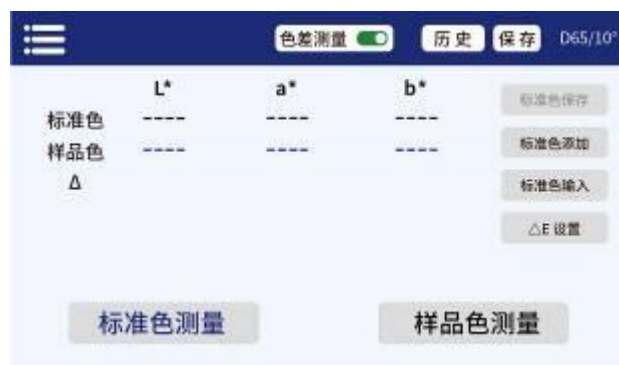 色差测量 历史 保存 D65/10°
L* a* b*
标准色保存
标准色 ---- ---- ----
标准色添加
样品色 ---- ---- ----
Δ
标准色输入
△E 设置
标准色测量 样品色测量